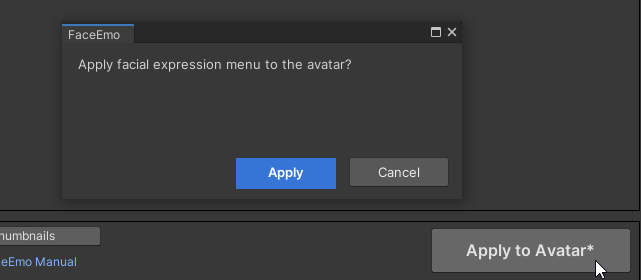 FaceEmo
Apply facial expression menu to the avatar?
Apply
Cancel
humbnails
Apply to Avatar*
eEmo Manual